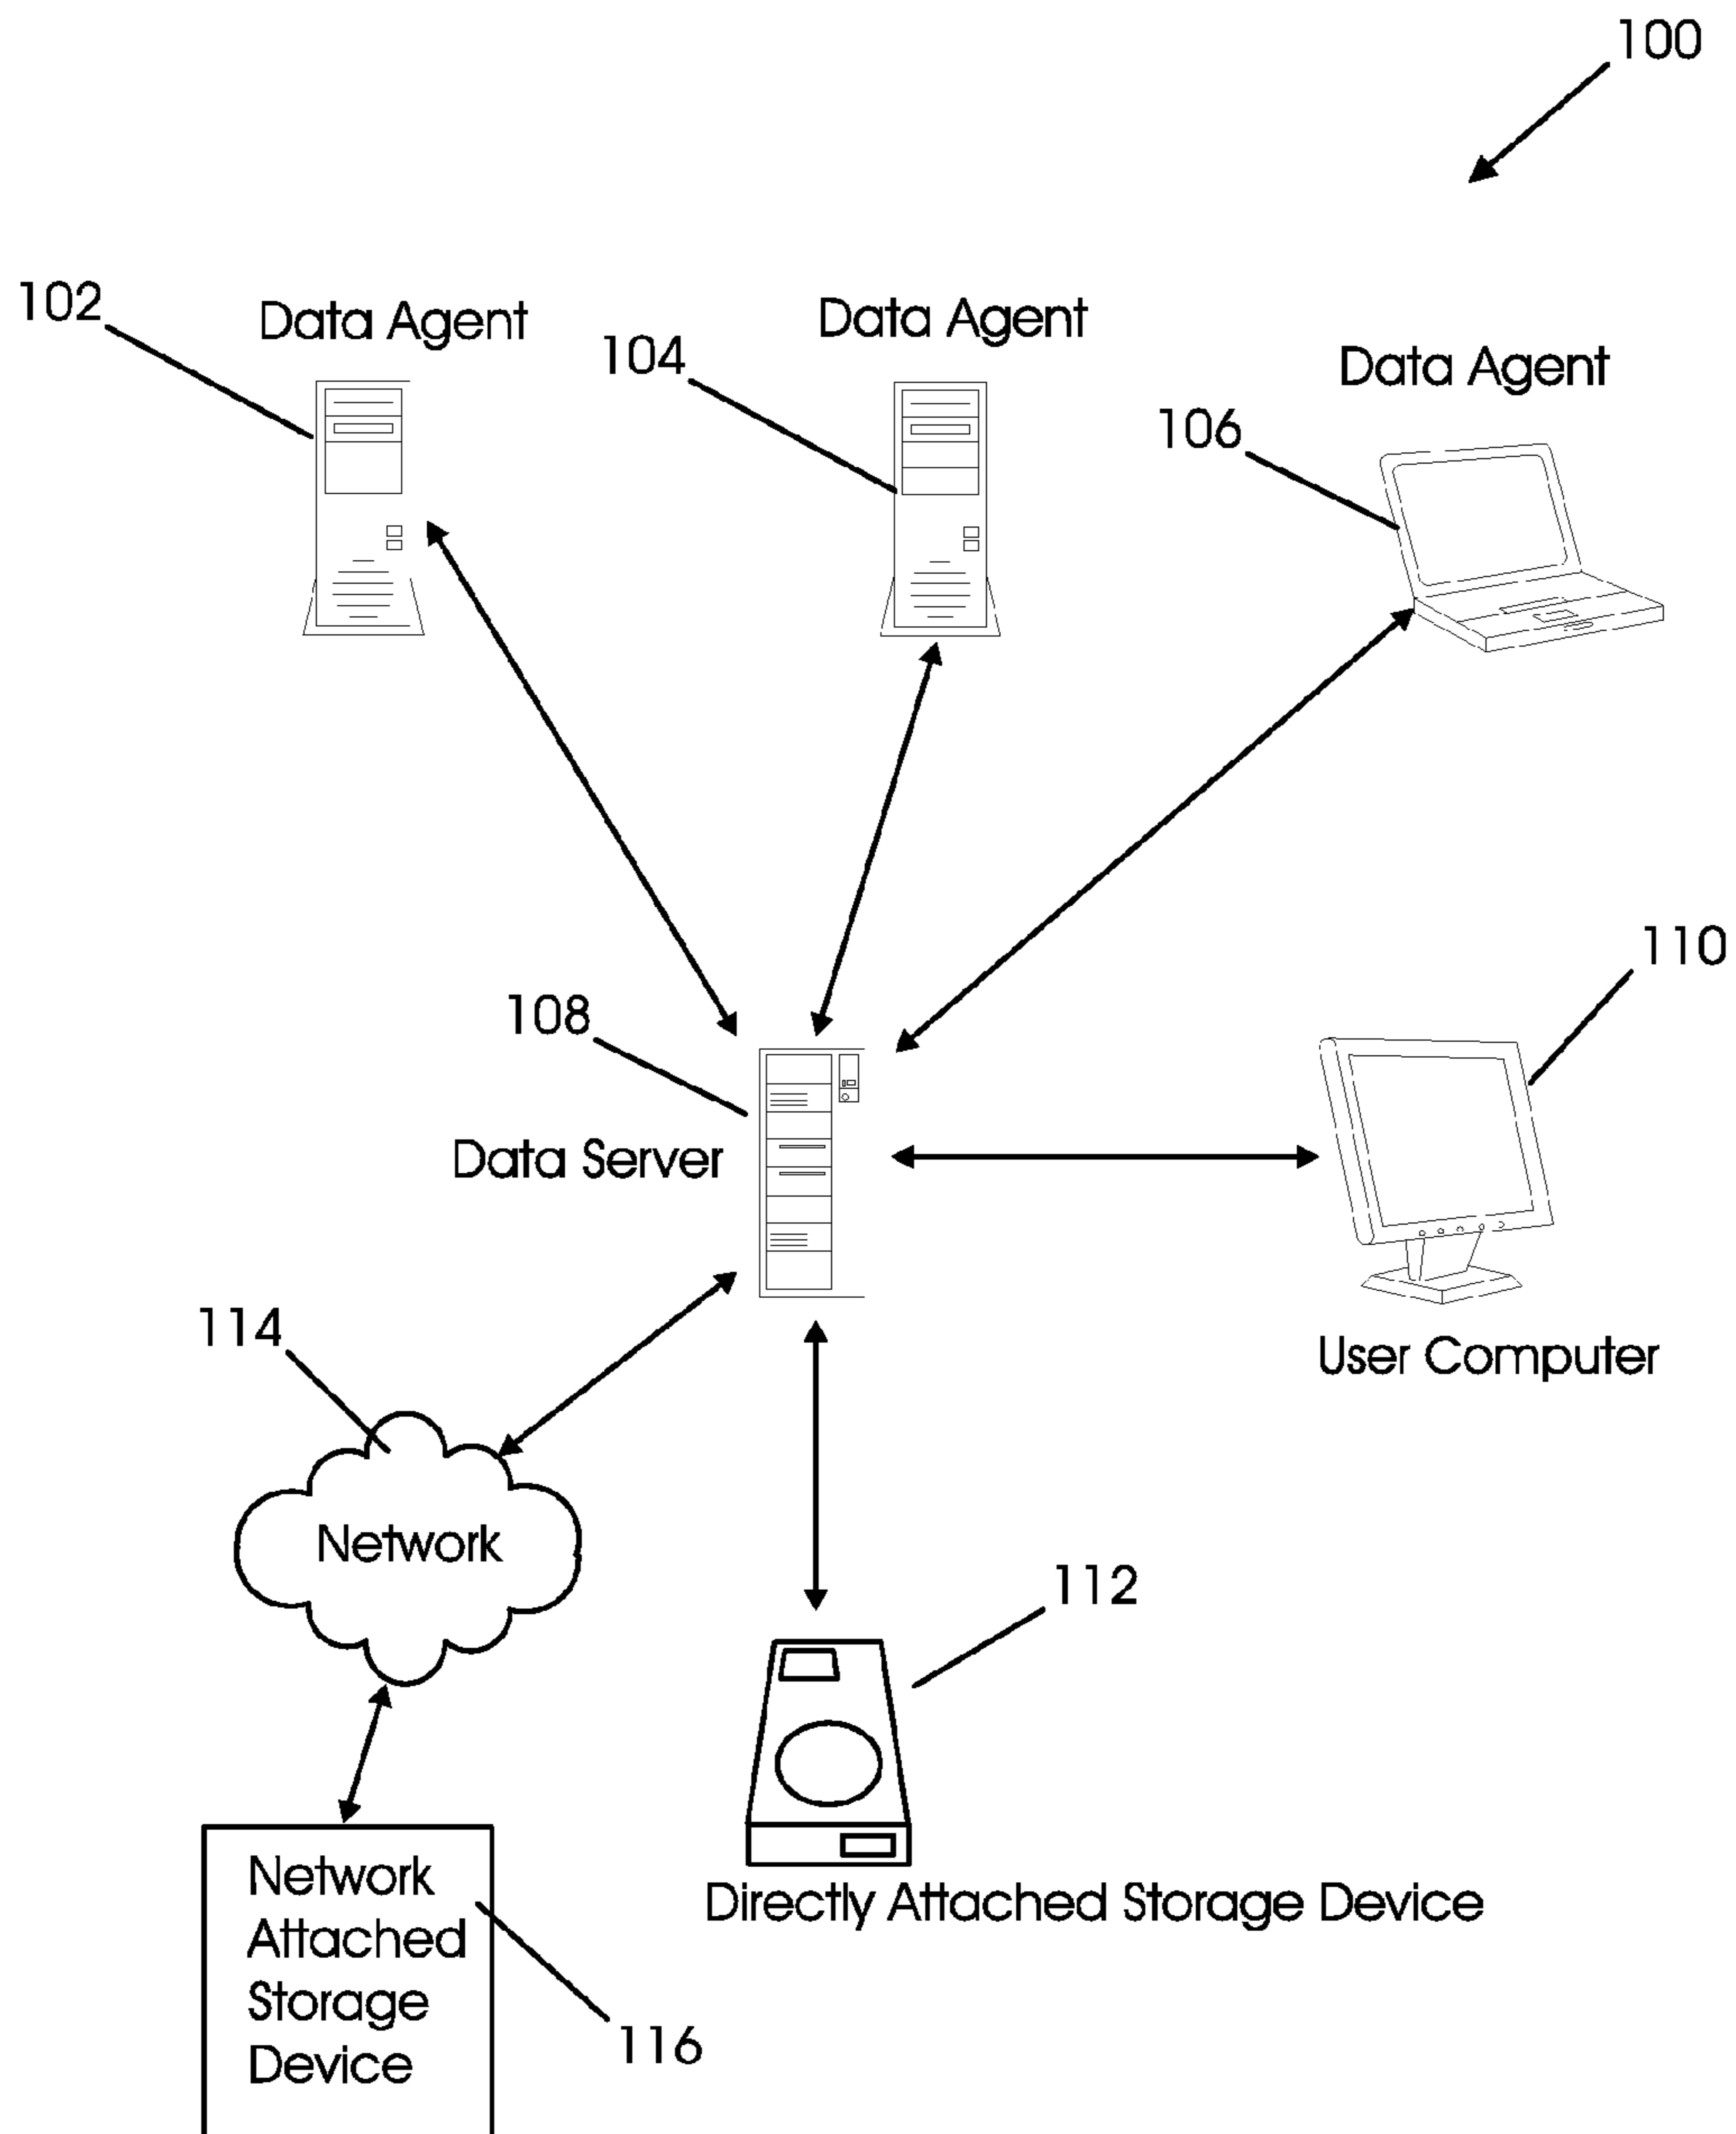 100
102
Data Agent
Data Agent
104
Data Agent
106
110
108
Data Server
114
User Computer
Network
112
Network
Attached
Storage
Device
Directly Attached Storage Device
116